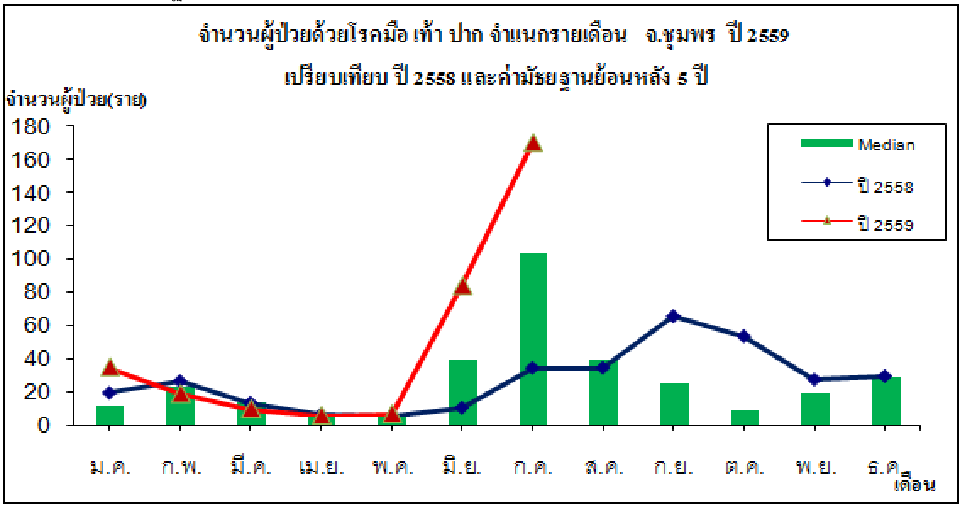 จำนวนผู้ป่วยด้วยโรคมือ เท้า ปาก จำแนกรายเดือน จ.ชุมพร ปี 2559
เปรียบเทียบ ปี 2558 และค่ามัธยฐานย้อนหลัง 5 ปี
จำนวนผู้ป่วย(ราย)
180
160
140
120
100
80
60
40
20
0
Median
ปี 2558
ปี 2559
ม.ค. ก.พ. มี.ค. เม.ย. พ.ค. มิ.ย. ก.ค. ส.ค. ก.ย. ต.ค. พ.ย. ธ.ค.
เดือน